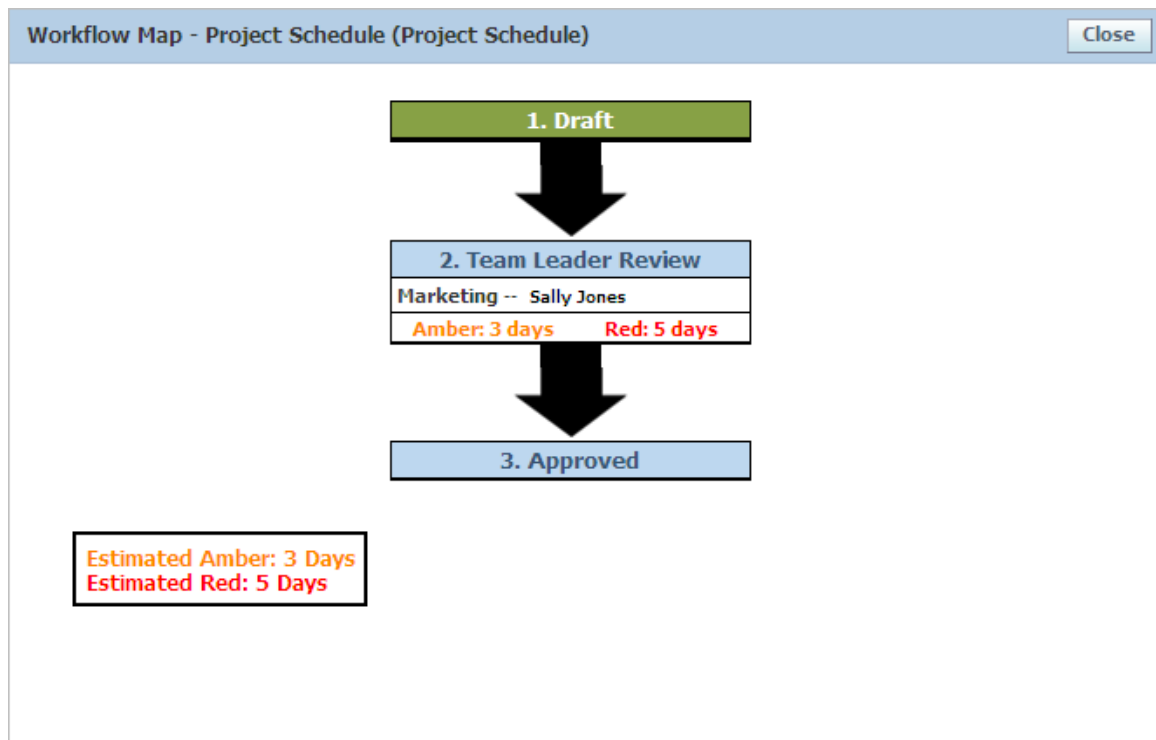 Workflow Map - Project Schedule (Project Schedule)
Close
1. Draft
2. Team Leader Review
Marketing -- Sally Jones
Amber: 3 days Red: 5 days
3. Approved
Estimated Amber: 3 Days
Estimated Red: 5 Days